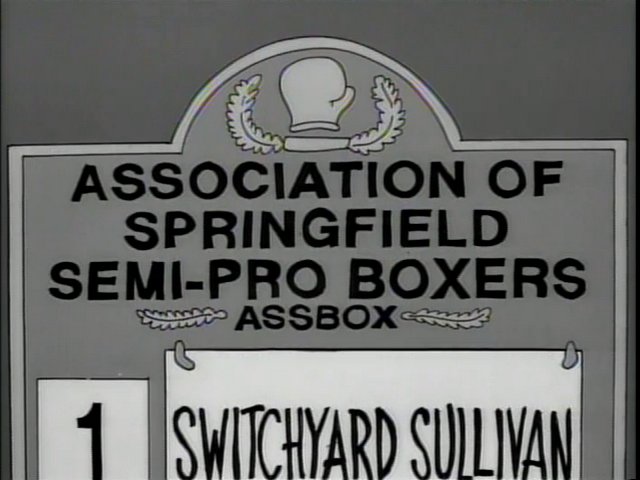 ASSOCIATION OF
SPRINGFIELD
SEMI-PRO BOXERS
ASSBOX
1 SWITCHYARD SULLIVAN